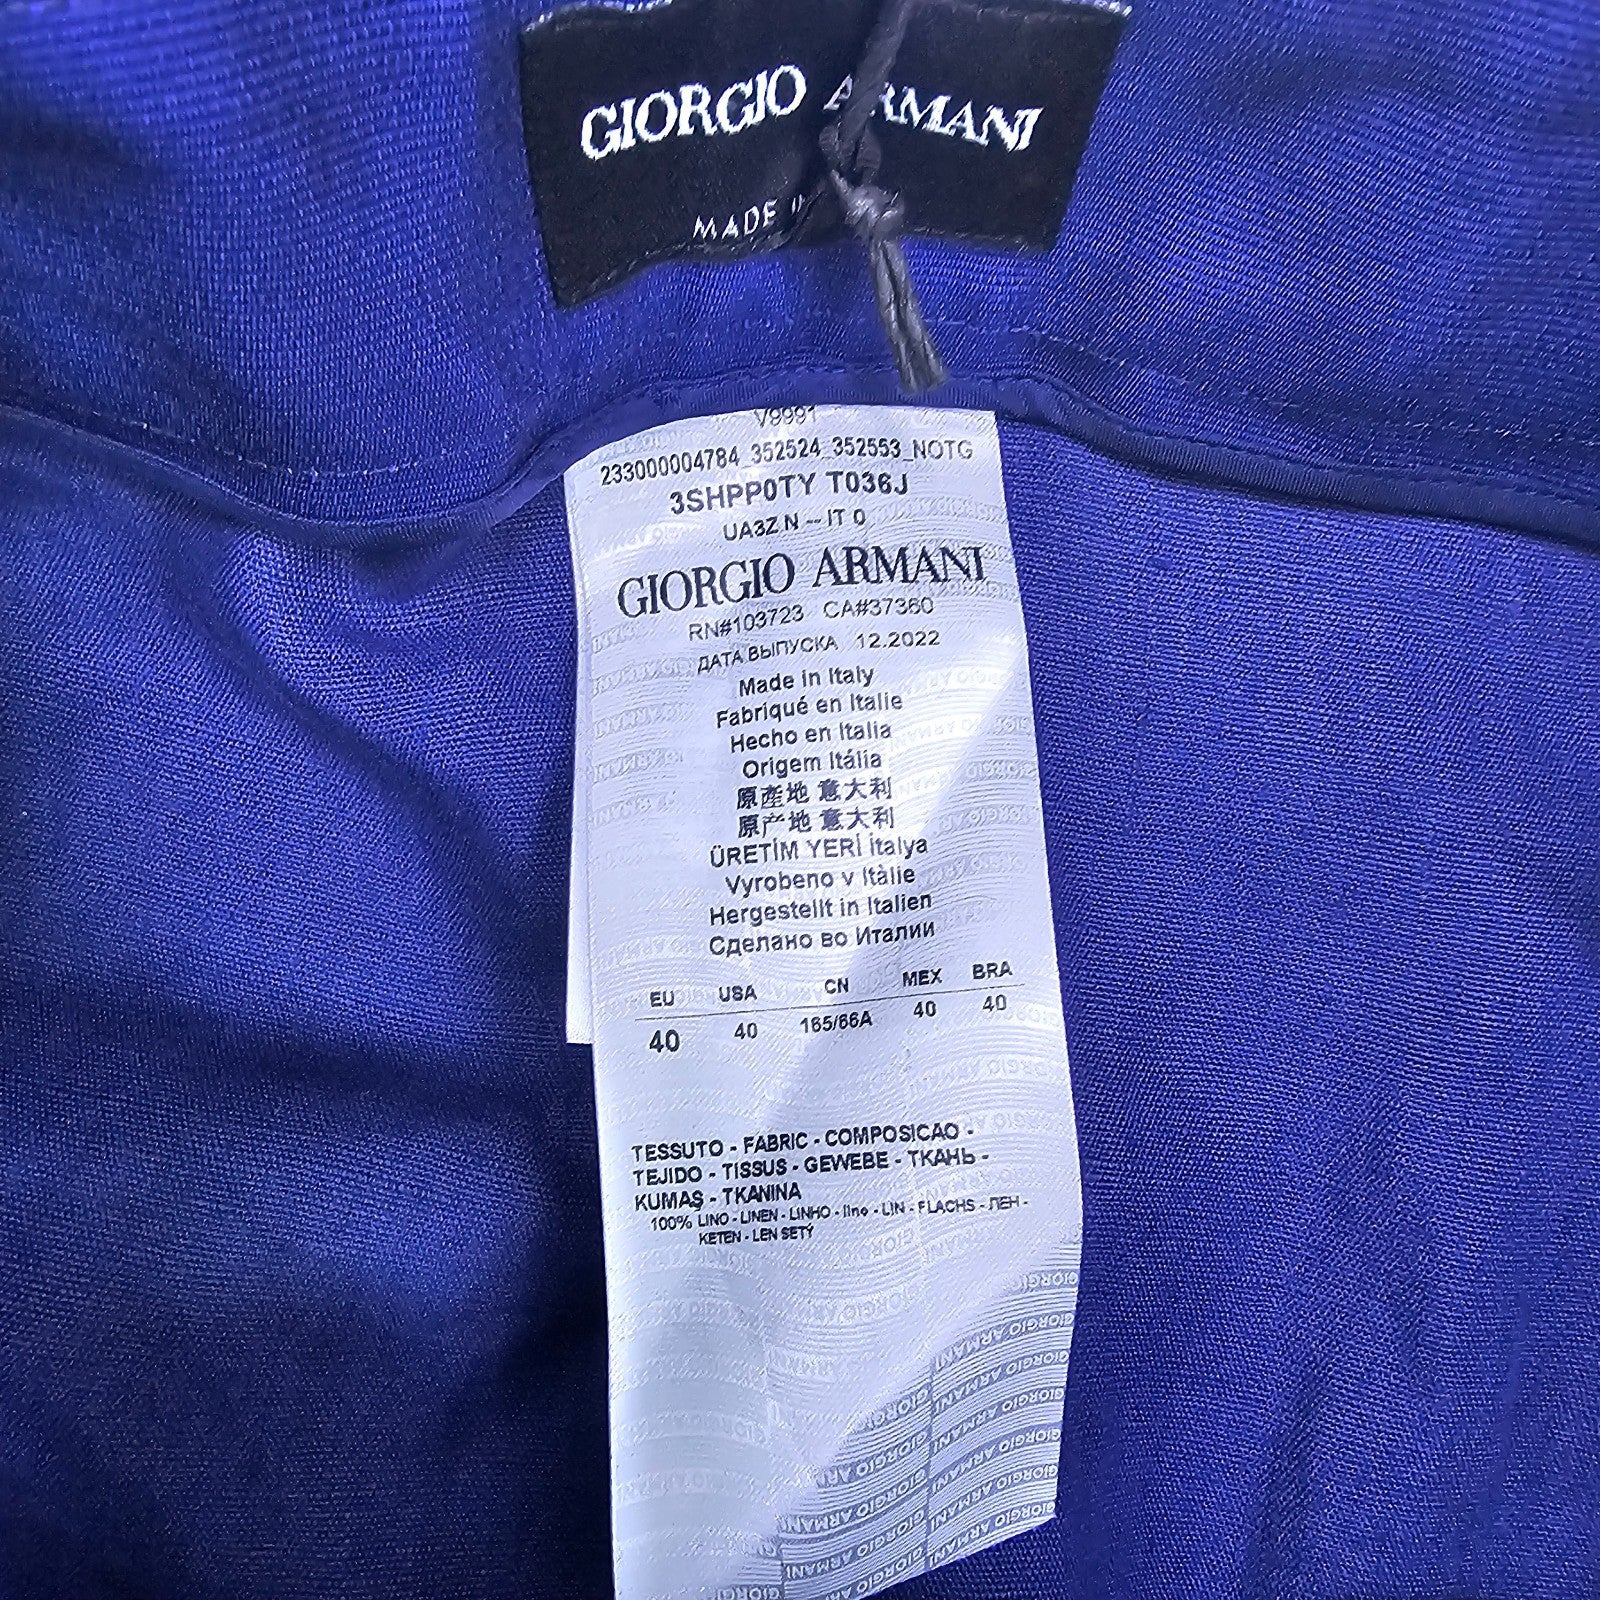 GIORGIO ARMANI
MADE
V9991
233000004784_352524_352553_NOTG
3SHPP0TY T036J
UA3Z N -- IT 0
GIORGIO ARMANI
RN#103723 CA#37360
ДАТА ВЫПУСКА 12.2022
Made in Italy
Fabriqué en Italie
Hecho en Italia
Origem Itália
原產地 意大利
原产地 意大利
ÜRETİM YERİ İtalya
Vyrobeno v Itàlie
Hergestellt in Italien
Сделано во Италии
EU USA CN MEX BRA
40 40 165/66A 40 40
TESSUTO - FABRIC - COMPOSICAO -
TEJIDO - TISSUS - GEWEBE - ТКАНЬ -
KUMAŞ - TKANINA
100% LINO - LINEN - LINHO - lino - LIN - FLACHS - ЛЕН -
KETEN - LEN SETÝ